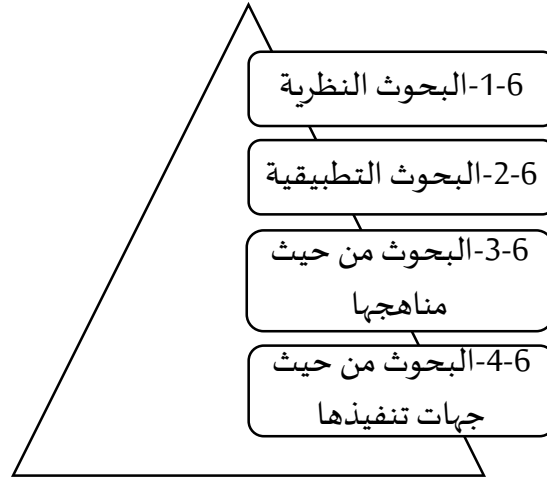 6-1-البحوث النظرية
6-2-البحوث التطبيقية
6-3-البحوث من حيث
مناهجها
6-4-البحوث من حيث
جهات تنفيذها